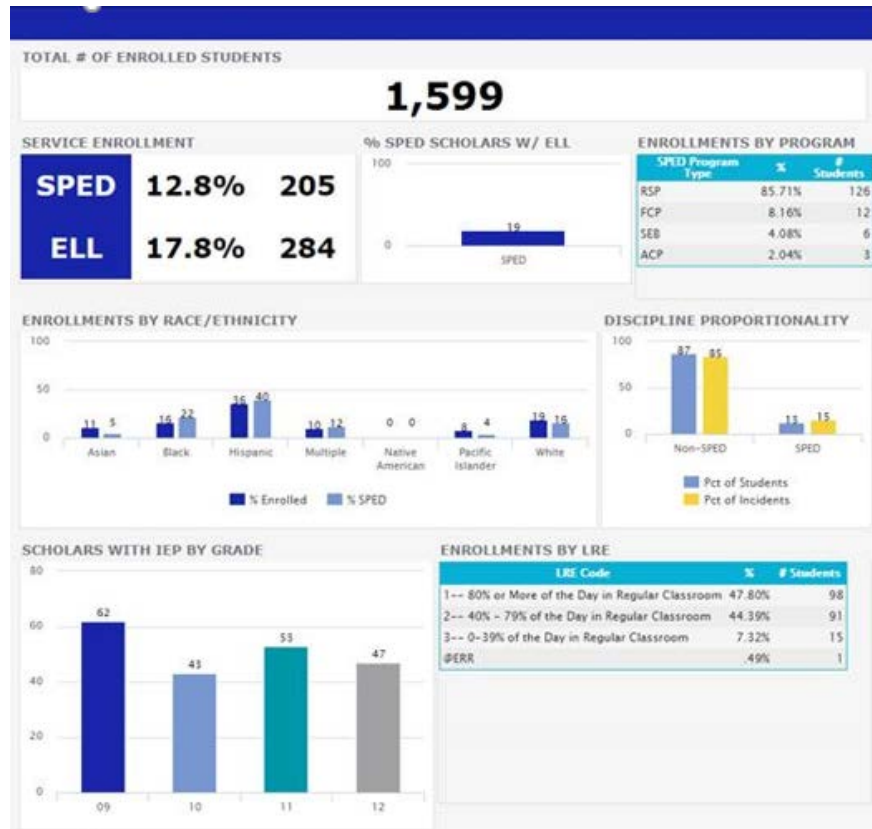 TOTAL # OF ENROLLED STUDENTS
1,599
SERVICE ENROLLMENT
SPED 12.8% 205
ELL 17.8% 284
% SPED SCHOLARS W/ ELL
100
19
0
SPED
ENROLLMENTS BY PROGRAM
SPED Program Type % # Students
RSP 85.71% 126
FCP 8.16% 12
SEB 4.08% 6
ACP 2.04% 3
ENROLLMENTS BY RACE/ETHNICITY
100
50
0
11 5 16 22 36 40 10 12 0 0 8 4 19 16
Asian Black Hispanic Multiple Native American Pacific Islander White
% Enrolled % SPED
DISCIPLINE PROPORTIONALITY
100
50
0
87 85 13 15
Non-SPED SPED
Pct of Students
Pct of Incidents
SCHOLARS WITH IEP BY GRADE
80
60
40
20
0
62 43 53 47
09 10 11 12
ENROLLMENTS BY LRE
LRE Code % # Students
1-- 80% or More of the Day in Regular Classroom 47.80% 98
2-- 40% - 79% of the Day in Regular Classroom 44.39% 91
3-- 0-39% of the Day in Regular Classroom 7.32% 15
@ERR .49% 1